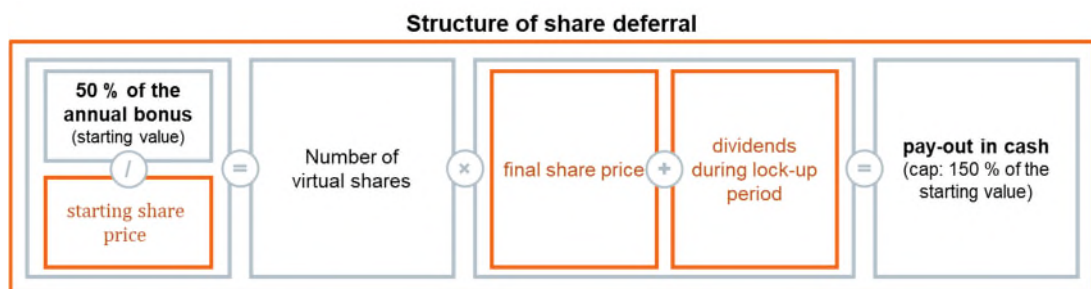 Structure of share deferral
50 % of the
annual bonus
(starting value)
/
starting share
price
=
Number of
virtual shares
×
final share price
+
dividends
during lock-up
period
=
pay-out in cash
(cap: 150 % of the
starting value)